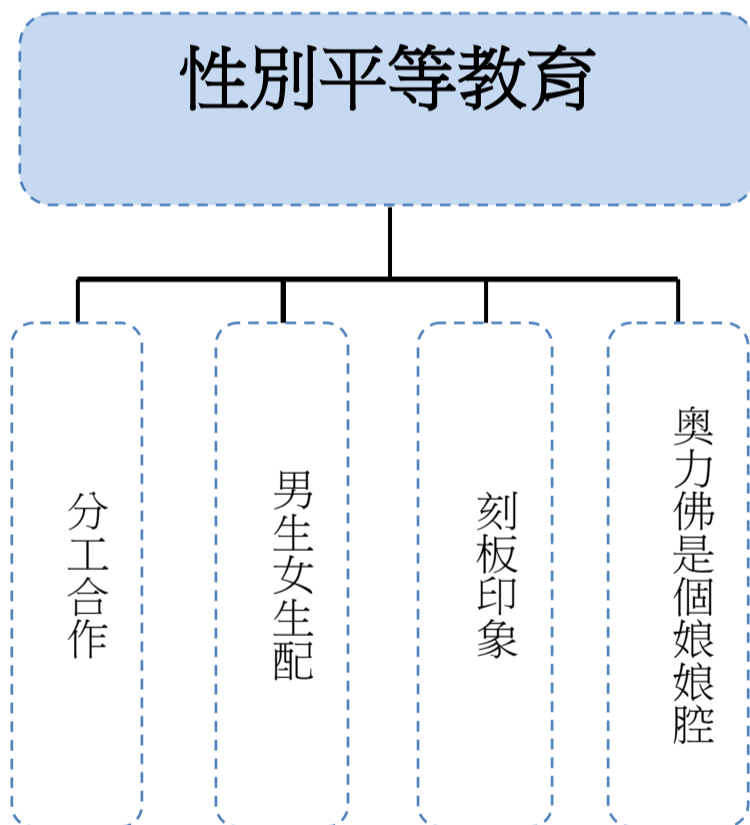 性別平等教育
分工合作
男生女生配
刻板印象
奧力佛是個娘娘腔